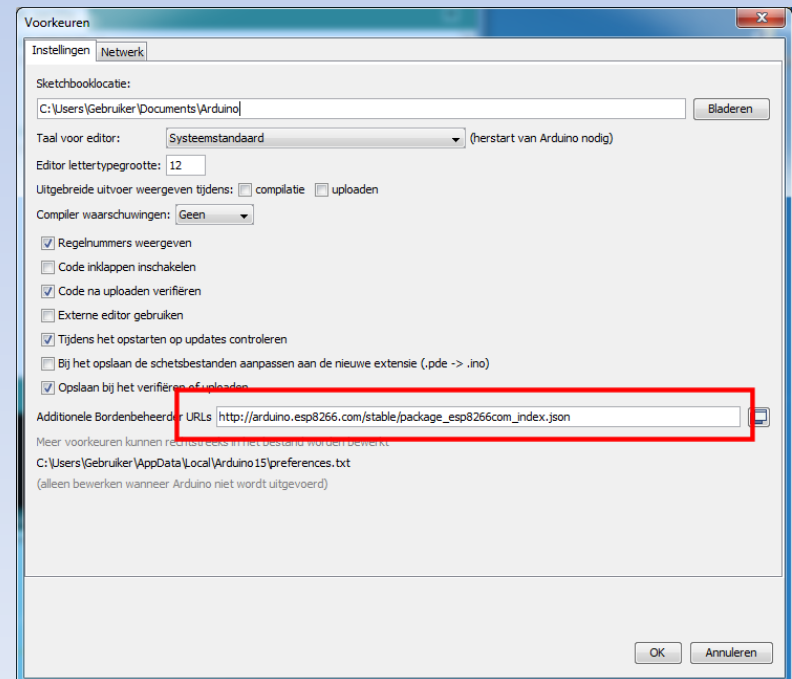 Voorkeuren
Instellingen Netwerk
Sketchbooklocatie:
C:\Users\Gebruiker\Documents\Arduino Bladeren
Taal voor editor: Systeemstandaard (herstart van Arduino nodig)
Editor lettertypegrootte: 12
Uitgebreide uitvoer weergeven tijdens: compilatie uploaden
Compiler waarschuwingen: Geen
Regelnummers weergeven
Code inklappen inschakelen
Code na uploaden verifiëren
Externe editor gebruiken
Tijdens het opstarten op updates controleren
Bij het opslaan de schetsbestanden aanpassen aan de nieuwe extensie (.pde -> .ino)
Opslaan bij het verifiëren of uploaden
Additionele Bordenbeheerder URLs http://arduino.esp8266.com/stable/package_esp8266com_index.json
Meer voorkeuren kunnen rechtstreeks in het bestand worden bewerkt
C:\Users\Gebruiker\AppData\Local\Arduino15\preferences.txt
(alleen bewerken wanneer Arduino niet wordt uitgevoerd)
OK Annuleren